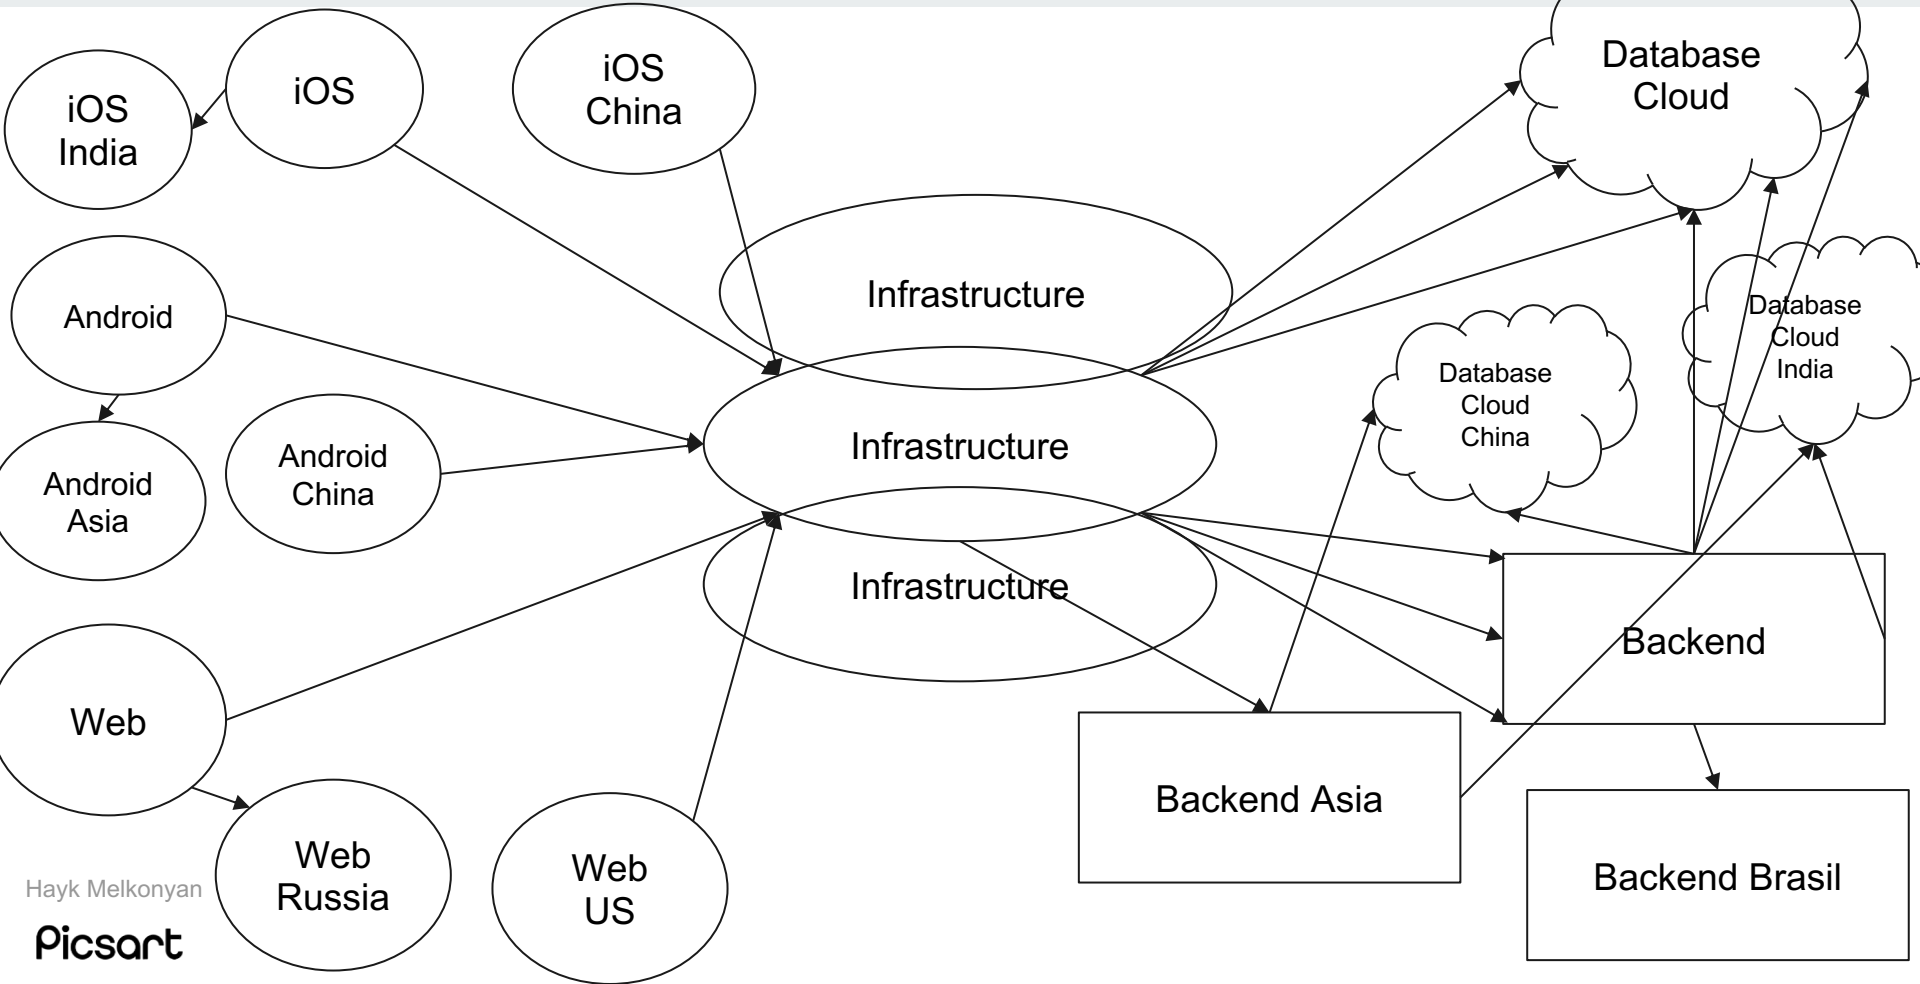 iOS
India
iOS
iOS
China
Database
Cloud
Infrastructure
Android
Database
Cloud
India
Database
Cloud
China
Infrastructure
Android
China
Android
Asia
Infrastructure
Backend
Web
Backend Asia
Web
Russia
Web
US
Backend Brasil
Hayk Melkonyan
Picsart